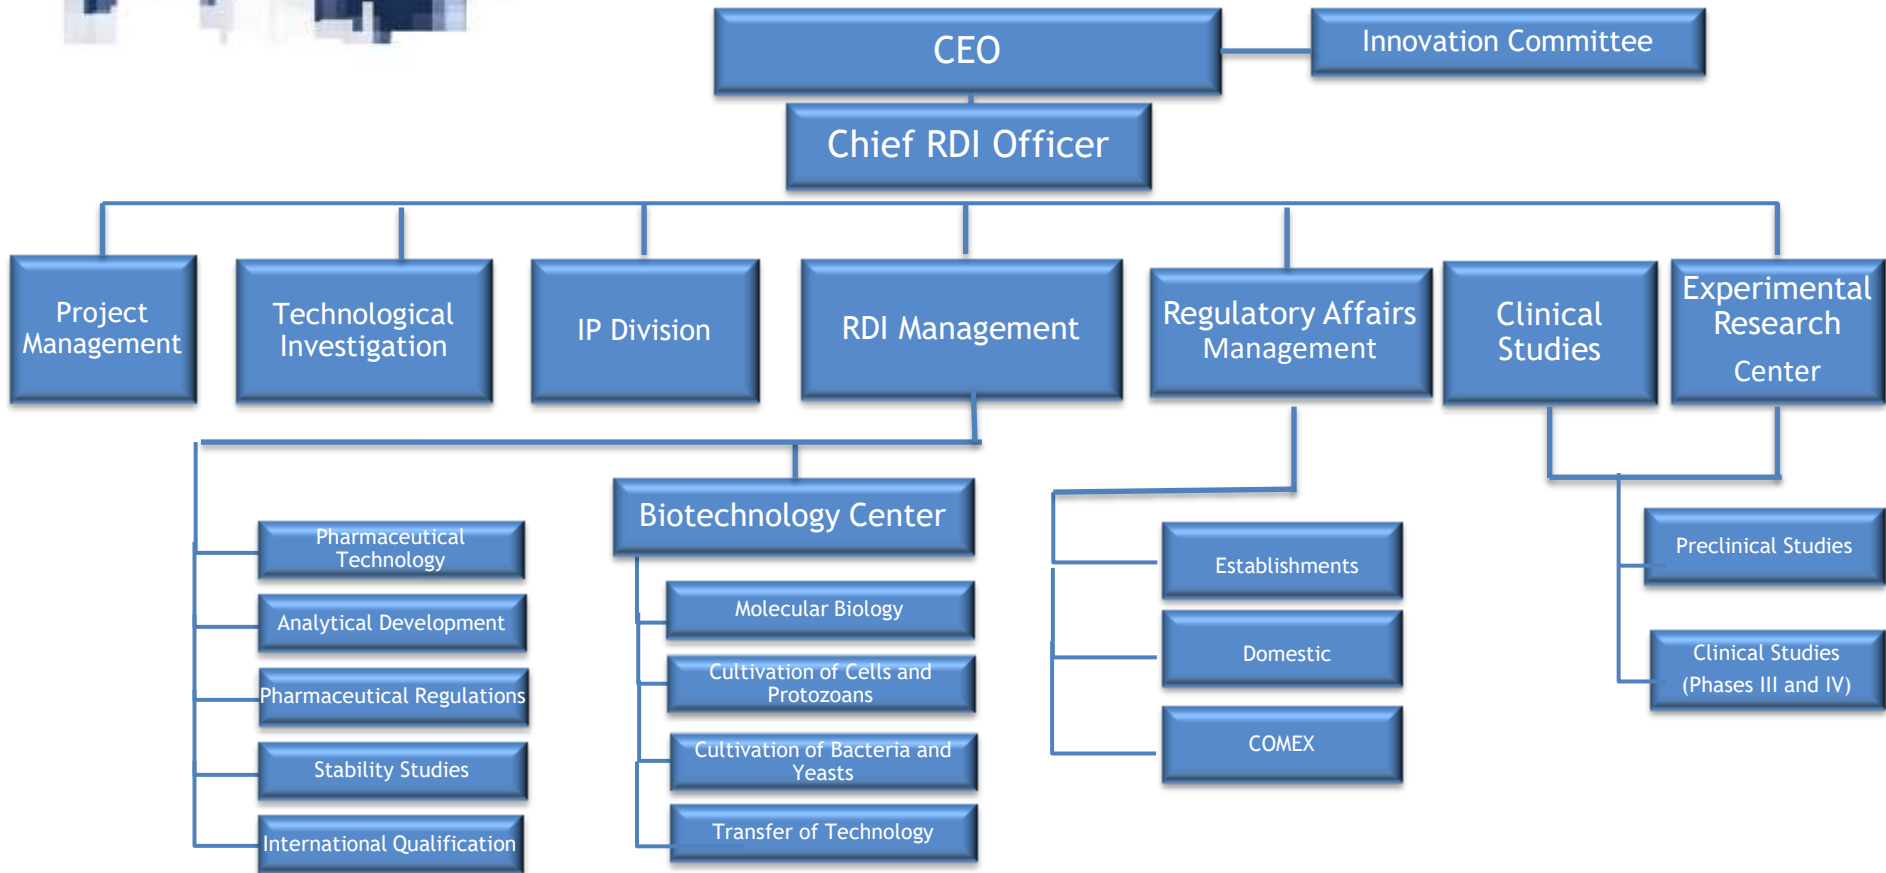 CEO
Innovation Committee
Chief RDI Officer
Project
Management
Technological
Investigation
IP Division
RDI Management
Regulatory Affairs
Management
Clinical
Studies
Experimental
Research
Center
Biotechnology Center
Pharmaceutical
Technology
Analytical Development
Pharmaceutical Regulations
Stability Studies
International Qualification
Molecular Biology
Cultivation of Cells and
Protozoans
Cultivation of Bacteria and
Yeasts
Transfer of Technology
Establishments
Domestic
COMEX
Preclinical Studies
Clinical Studies
(Phases III and IV)